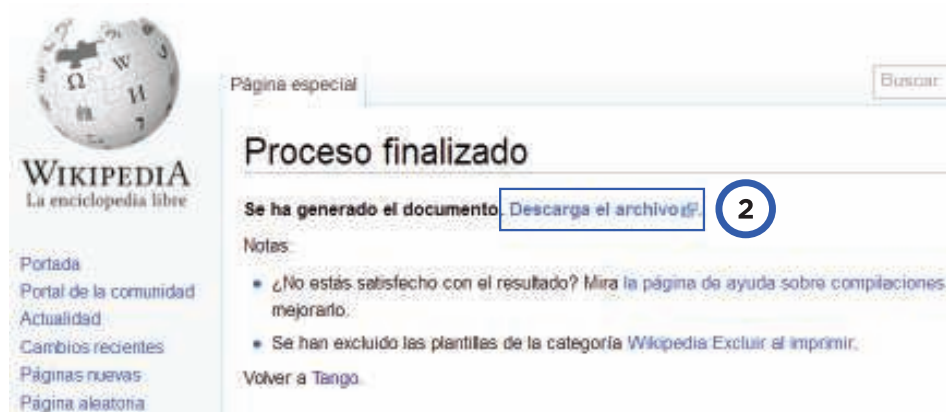 Página especial
Buscar
WIKIPEDIA
La enciclopedia libre
Proceso finalizado
Se ha generado el documento. Descarga el archivo.
2
Notas:
¿No estás satisfecho con el resultado? Mira la página de ayuda sobre compilaciones
mejorarlo.
Se han excluido las plantillas de la categoría Wikipedia:Excluir al imprimir.
Volver a Tango.
Portada
Portal de la comunidad
Actualidad
Cambios recientes
Páginas nuevas
Página aleatoria